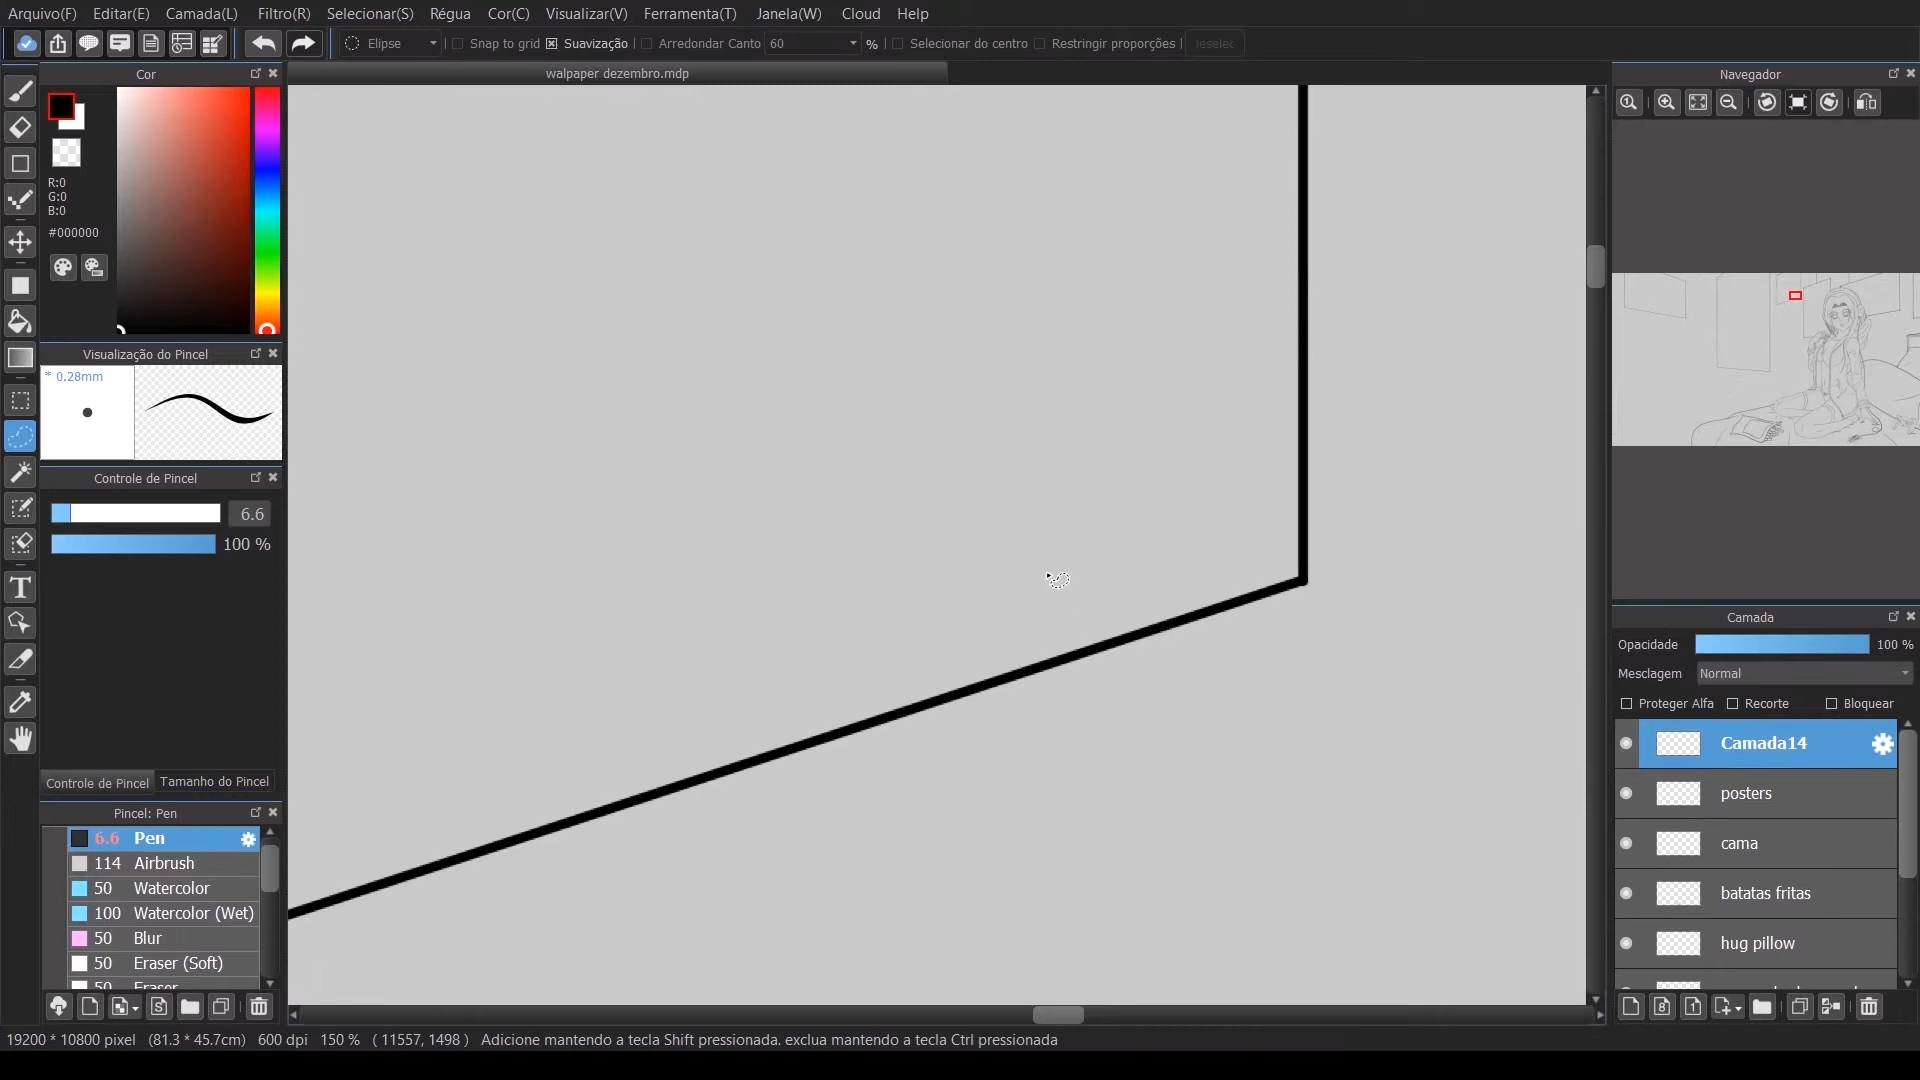 Arquivo(F) Editar(E) Camada(L) Filtro(R) Selecionar(S) Régua Cor(C) Visualizar(V) Ferramenta(T) Janela(W) Cloud Help
Elipse Snap to grid Suavização Arredondar Canto 60 % Selecionar do centro Restringir proporções
Cor
walpaper dezembro.mdp
Navegador
R:0
G:0
B:0
#000000
Visualização do Pincel
* 0.28mm
Controle de Pincel
6.6
100 %
Controle de Pincel Tamanho do Pincel
Pincel: Pen
6.6 Pen
114 Airbrush
50 Watercolor
100 Watercolor (Wet)
50 Blur
50 Eraser (Soft)
50 Eraser
Camada
Opacidade 100 %
Mesclagem Normal
Proteger Alfa Recorte Bloquear
Camada14
posters
cama
batatas fritas
hug pillow
19200 * 10800 pixel (81.3 * 45.7cm) 600 dpi 150 % ( 11557, 1498 ) Adicione mantendo a tecla Shift pressionada. exclua mantendo a tecla Ctrl pressionada